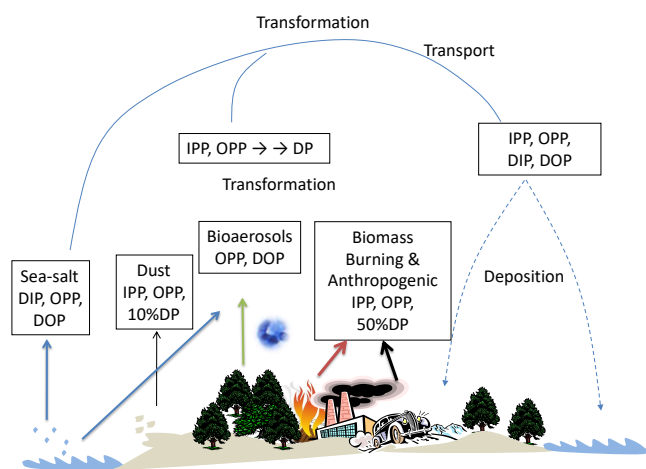 Transformation
Transport
IPP, OPP → → DP
Transformation
IPP, OPP,
DIP, DOP
Bioaerosols
OPP, DOP
Biomass
Burning &
Anthropogenic
IPP, OPP,
50%DP
Sea-salt
DIP, OPP,
DOP
Dust
IPP, OPP,
10%DP
Deposition